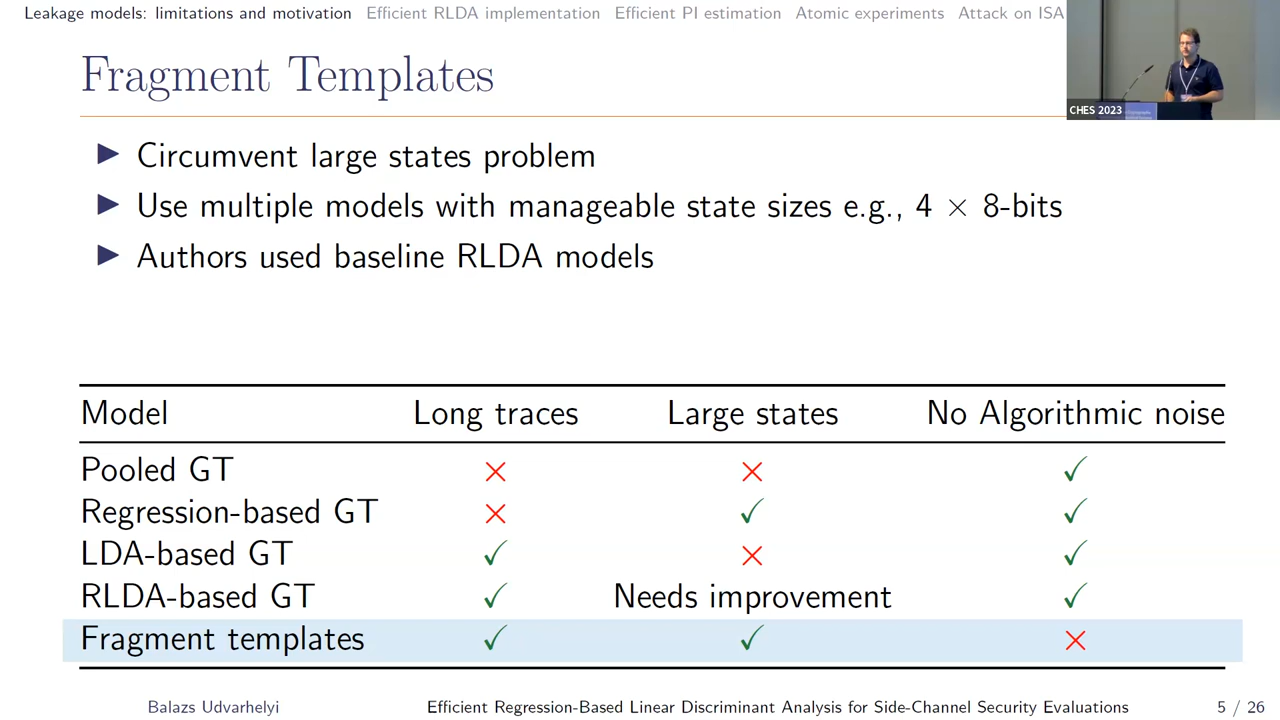 Leakage models: limitations and motivation Efficient RLDA implementation Efficient PI estimation Atomic experiments Attack on ISA
Fragment Templates
CHES 2023
▶ Circumvent large states problem
▶ Use multiple models with manageable state sizes e.g., 4 × 8-bits
▶ Authors used baseline RLDA models
Model Long traces Large states No Algorithmic noise
Pooled GT × × ✓
Regression-based GT × ✓ ✓
LDA-based GT ✓ × ✓
RLDA-based GT ✓ Needs improvement ✓
Fragment templates ✓ ✓ ×
Balazs Udvarhelyi Efficient Regression-Based Linear Discriminant Analysis for Side-Channel Security Evaluations 5 / 26